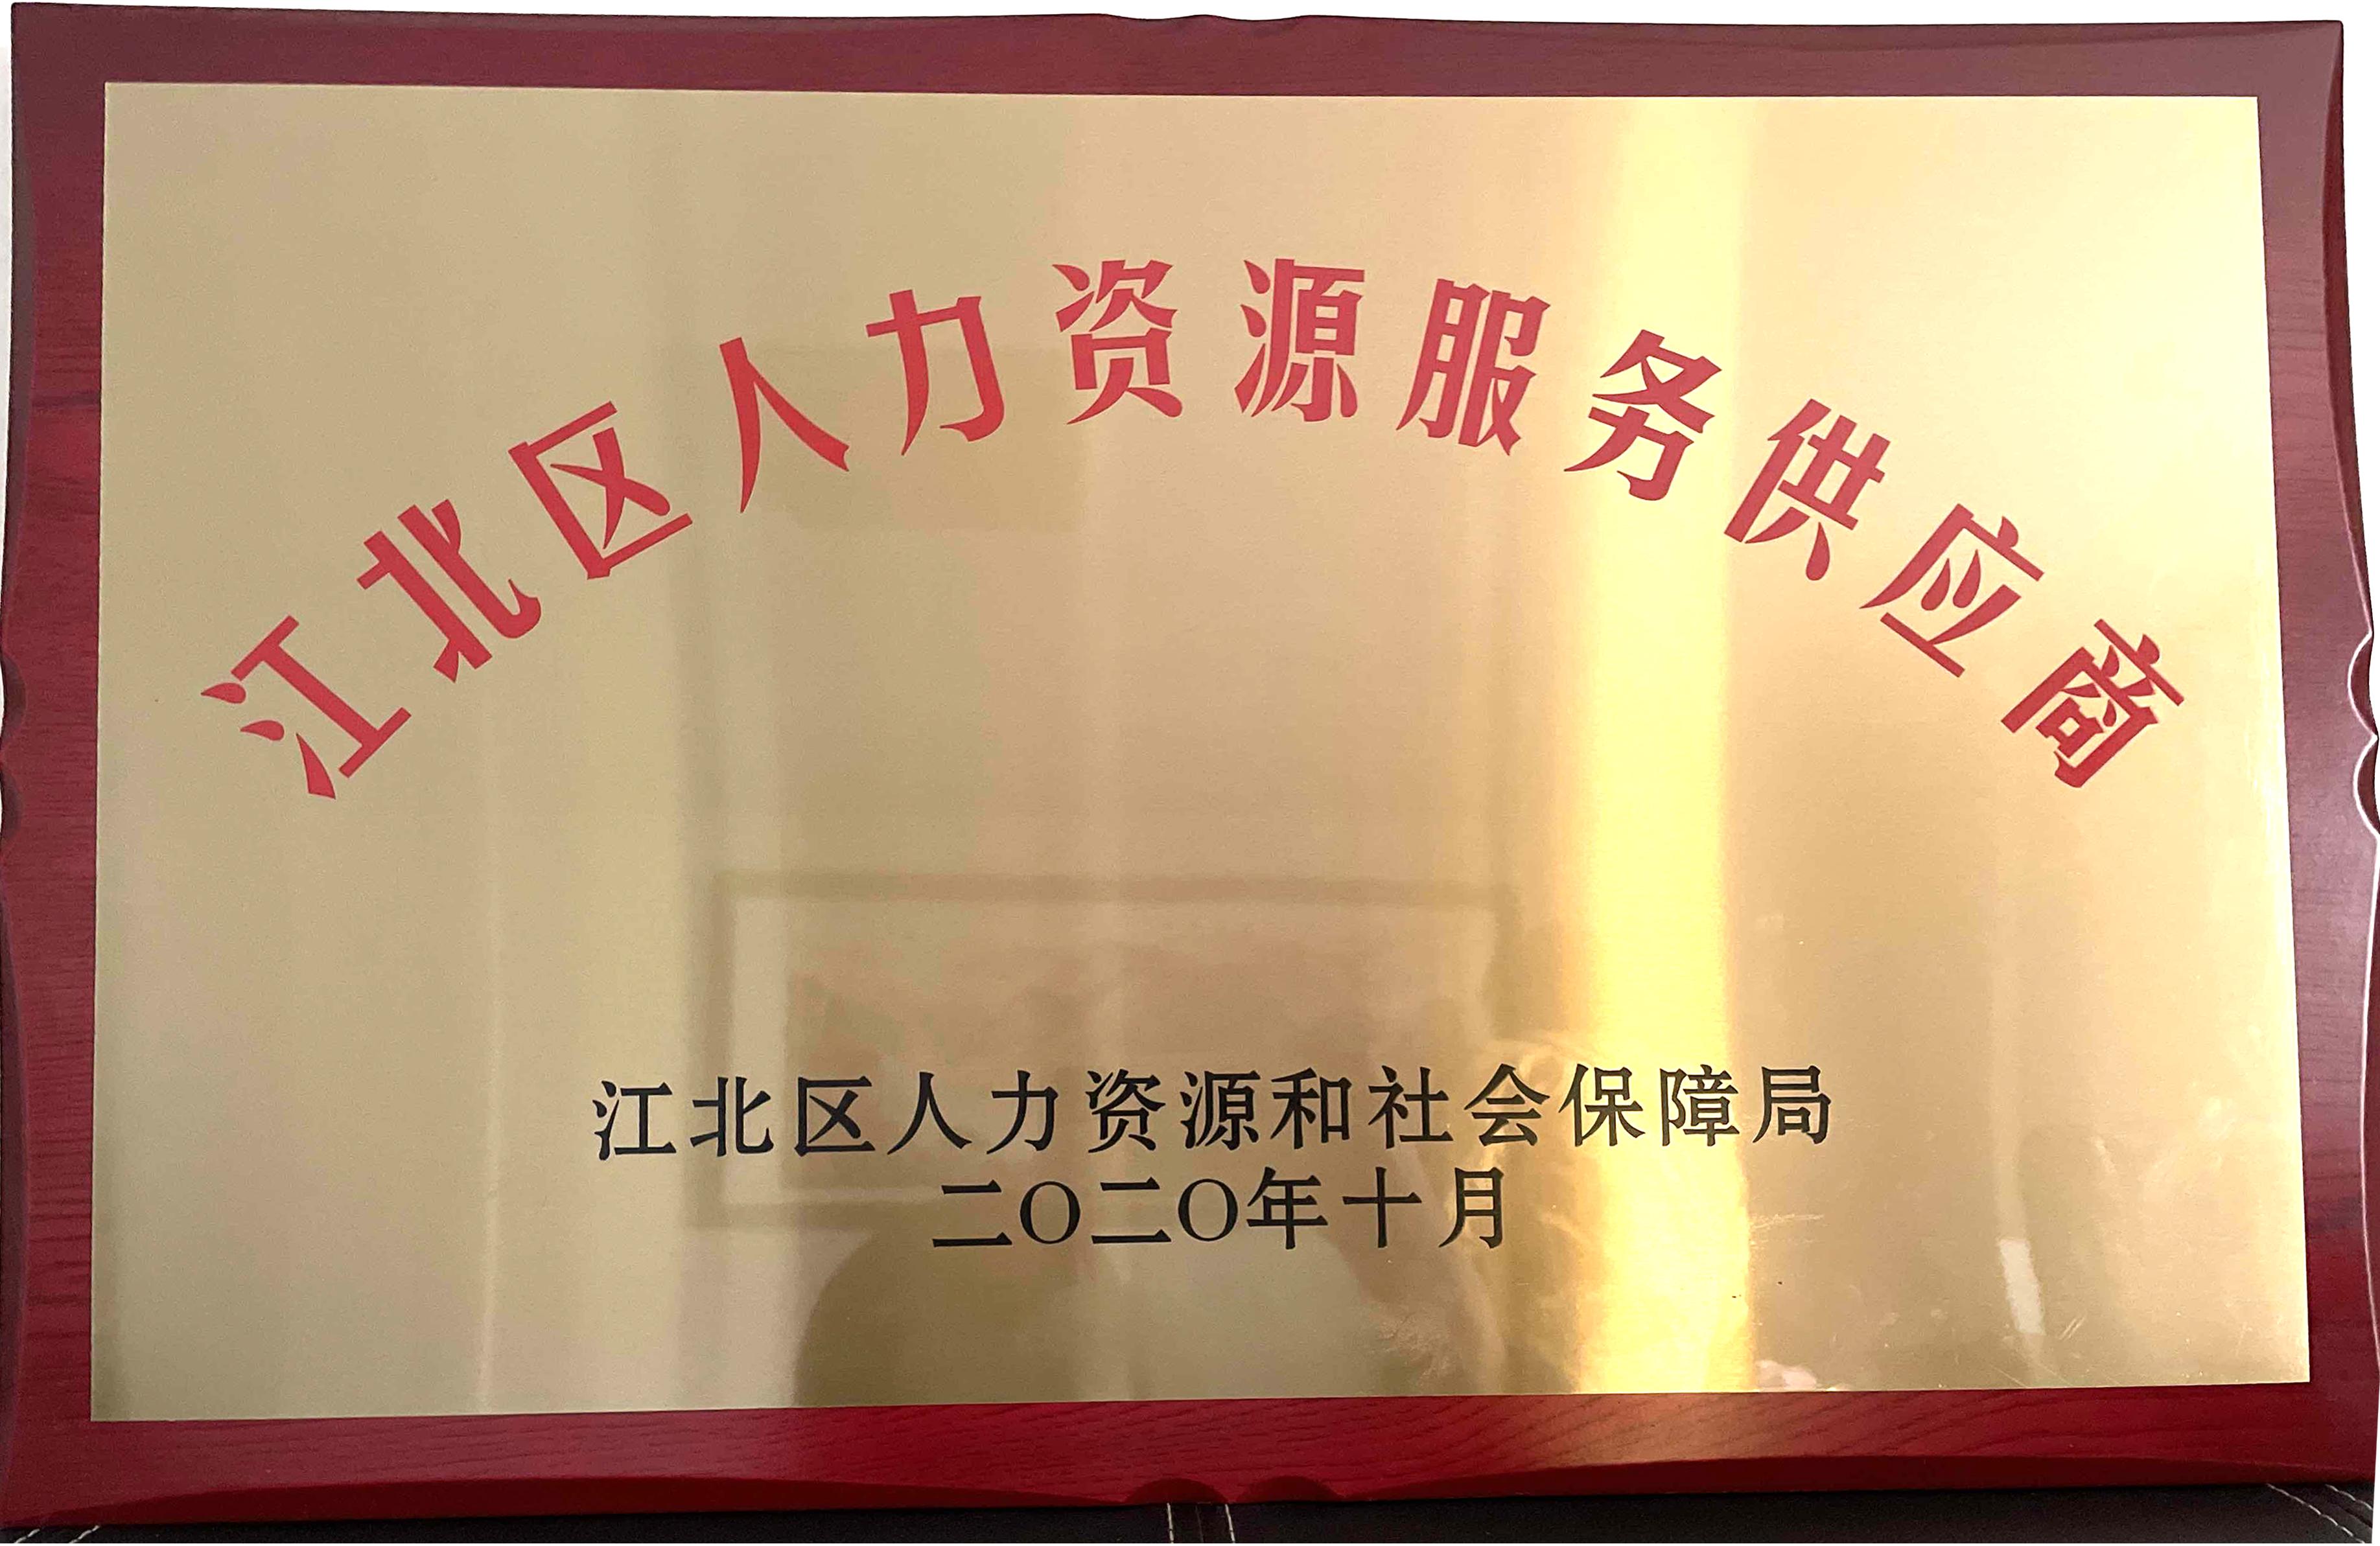 江北区人力资源服务供应商
江北区人力资源和社会保障局
二〇二〇年十月